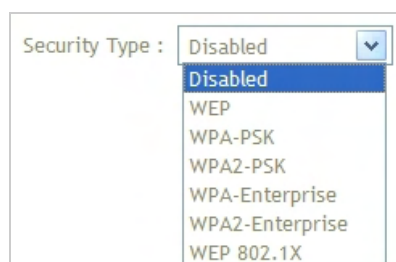 Security Type : Disabled
Disabled
WEP
WPA-PSK
WPA2-PSK
WPA-Enterprise
WPA2-Enterprise
WEP 802.1X